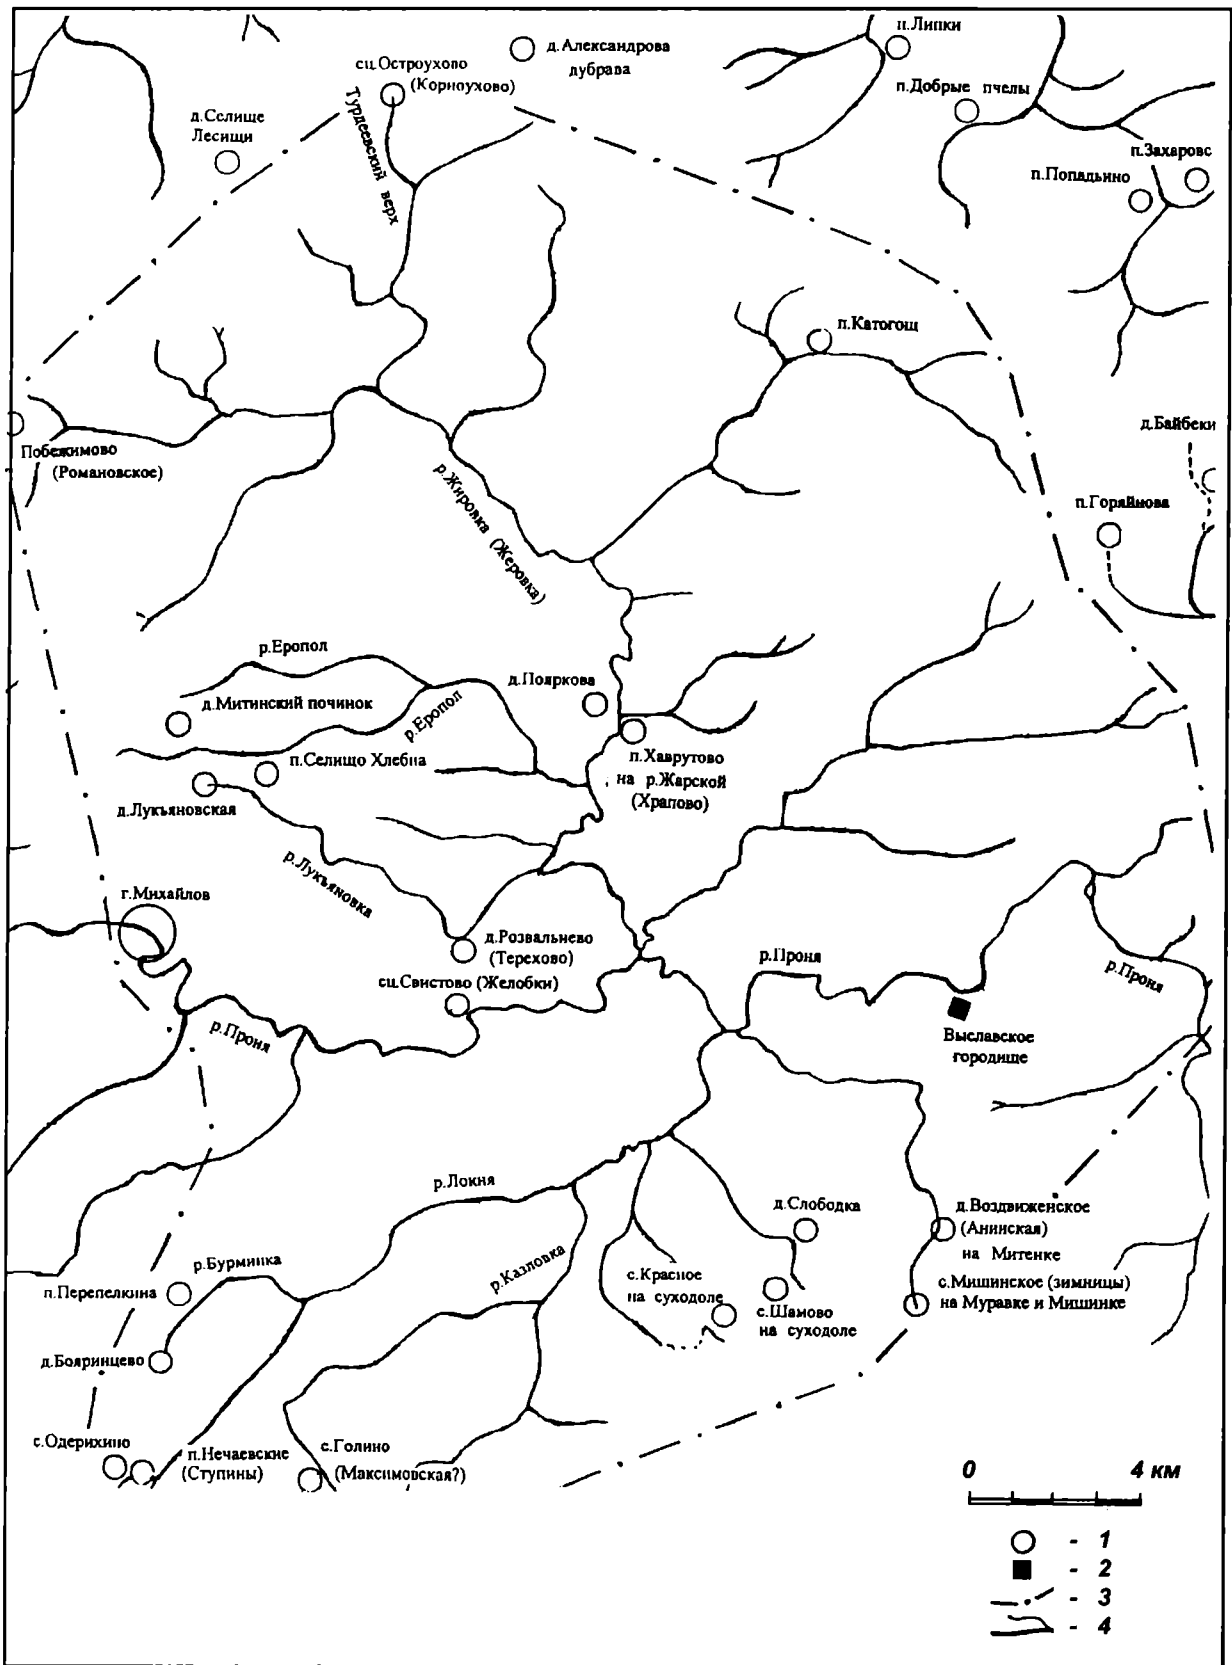 п.Липки
д.Александрова
дубрава
сц.Остроухово
(Корноухово)
п.Добрые пчелы
д.Селище
Лесищи
Турдеевский верх
п.Захаровс
п.Попадьино
п.Катогощ
д.Байбеки
Побежимово
(Романовское)
р.Жировка (Жеровка)
п.Горяйнова
р.Еропол
д.Пояркова
д.Митинский починок
р.Еропол
п.Селищо Хлебна
п.Хаврутово
на р.Жарской
(Храпово)
д.Лукьяновская
р.Лукъяновка
г.Михайлов
д.Розвальнево
(Терехово)
р.Проня
р.Проня
сц.Свистово (Желобки)
р.Проня
Выславское
городище
р.Локня
д.Слободка
д.Воздвиженское
(Анинская)
на Митенке
р.Бурминка
р.Казловка
с.Красное
на суходоле
п.Перепелкина
с.Шамово
на суходоле
с.Мишинское (зимницы)
на Муравке и Мишинке
д.Бояринцево
с.Одерихино
п.Нечаевские
(Ступины)
с.Голино
(Максимовская?)
0 4 км
- 1
- 2
- 3
- 4